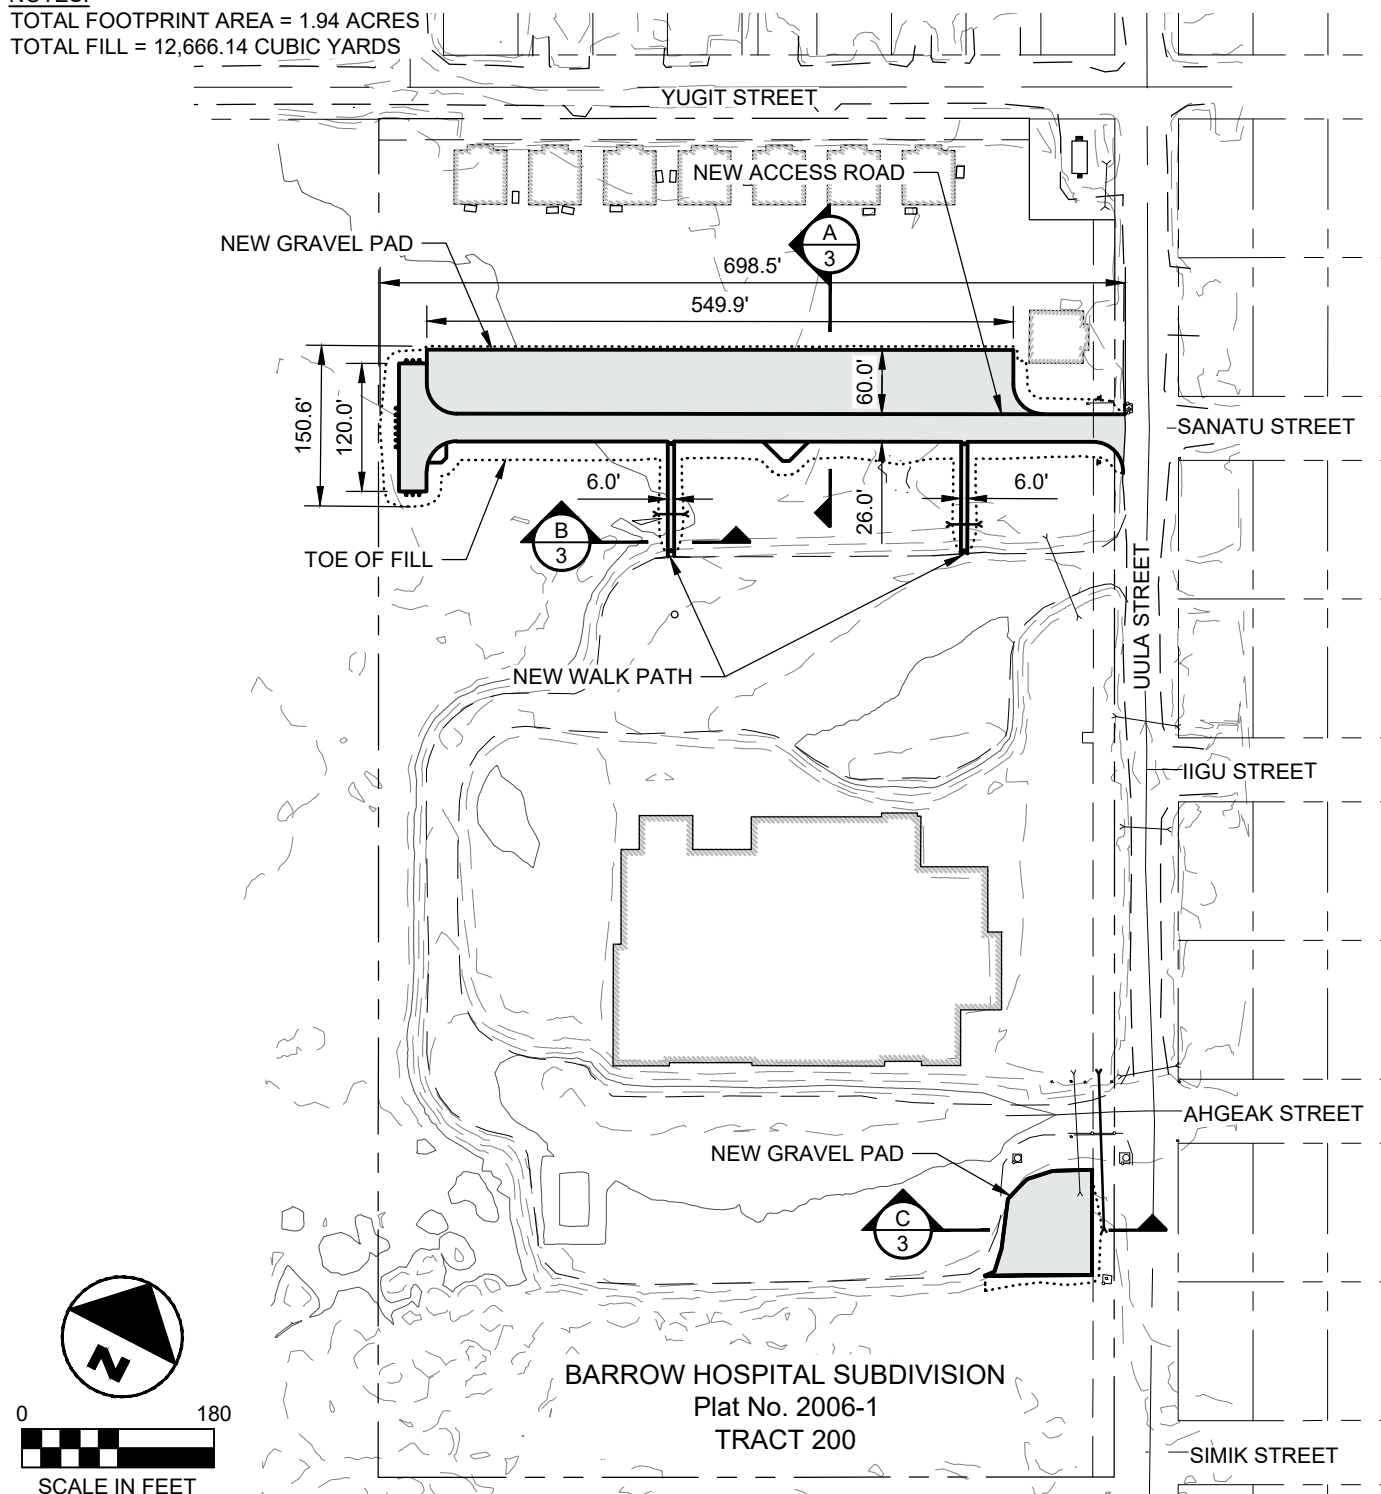 NOTES:
TOTAL FOOTPRINT AREA = 1.94 ACRES
TOTAL FILL = 12,666.14 CUBIC YARDS
YUGIT STREET
NEW ACCESS ROAD
NEW GRAVEL PAD
A
3
698.5'
549.9'
150.6'
120.0'
60.0'
SANATU STREET
6.0'
26.0'
6.0'
B
3
TOE OF FILL
UULA STREET
NEW WALK PATH
IIGU STREET
AHGEAK STREET
NEW GRAVEL PAD
C
3
N
0 180
SCALE IN FEET
BARROW HOSPITAL SUBDIVISION
Plat No. 2006-1
TRACT 200
SIMIK STREET